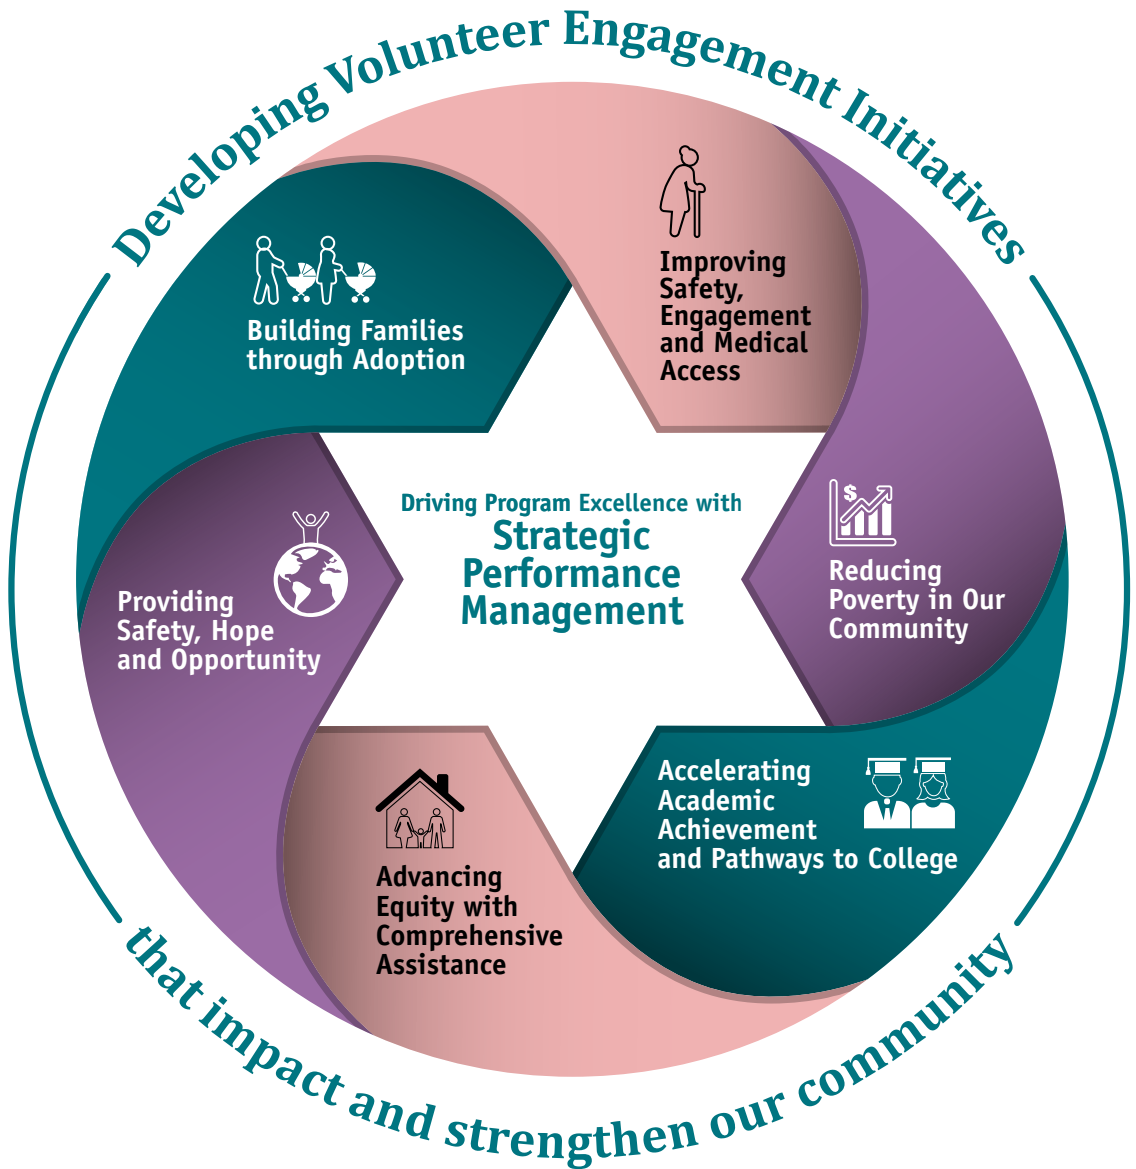 Developing Volunteer Engagement Initiatives
Building Families
through Adoption
Improving
Safety,
Engagement
and Medical
Access
Driving Program Excellence with
Strategic
Performance
Management
$
Reducing
Poverty in Our
Community
Providing
Safety, Hope
and Opportunity
Accelerating
Academic
Achievement
and Pathways to College
Advancing
Equity with
Comprehensive
Assistance
that impact and strengthen our community